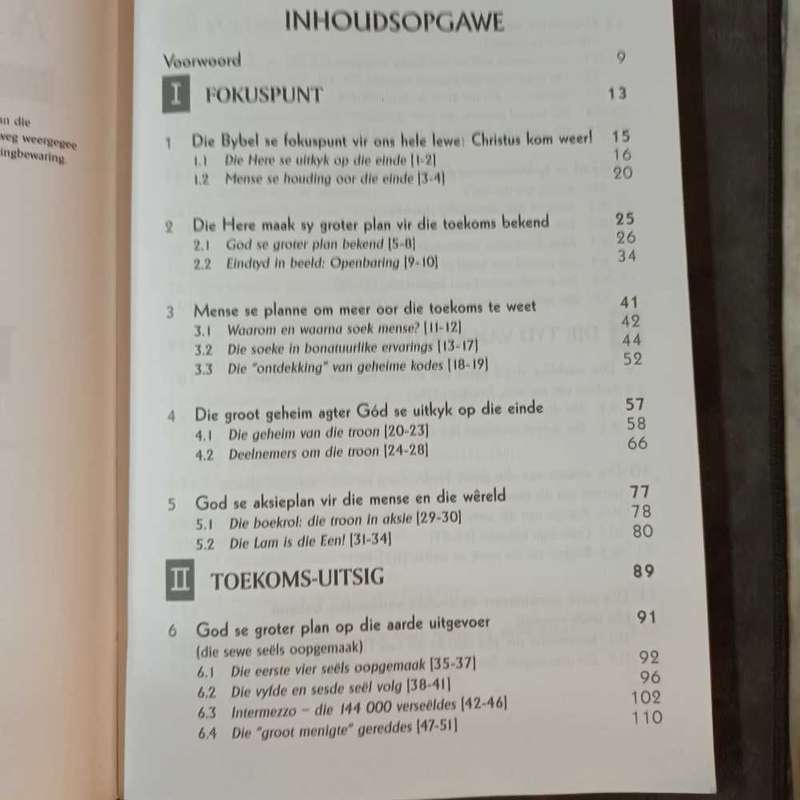 an die
weg weergegee
ingbewaring.
INHOUDSOPGAWE
Voorwoord 9
I FOKUSPUNT 13
1 Die Bybel se fokuspunt vir ons hele lewe: Christus kom weer! 15
1.1 Die Here se uitkyk op die einde [1-2] 16
1.2 Mense se houding oor die einde [3-4] 20
2 Die Here maak sy groter plan vir die toekoms bekend 25
2.1 God se groter plan bekend [5-8] 26
2.2 Eindtyd in beeld: Openbaring [9-10] 34
3 Mense se planne om meer oor die toekoms te weet 41
3.1 Waarom en waarna soek mense? [11-12] 42
3.2 Die soeke in bonatuurlike ervarings [13-17] 44
3.3 Die "ontdekking" van geheime kodes [18-19] 52
4 Die groot geheim agter Gód se uitkyk op die einde 57
4.1 Die geheim van die troon [20-23] 58
4.2 Deelnemers om die troon [24-28] 66
5 God se aksieplan vir die mense en die wêreld 77
5.1 Die boekrol: die troon in aksie [29-30] 78
5.2 Die Lam is die Een! [31-34] 80
II TOEKOMS-UITSIG 89
6 God se groter plan op die aarde uitgevoer 91
(die sewe seëls oopgemaak)
6.1 Die eerste vier seëls oopgemaak [35-37] 92
6.2 Die vyfde en sesde seël volg [38-41] 96
6.3 Intermezzo – die 144 000 verseëldes [42-46] 102
6.4 Die "groot menigte" gereddes [47-51] 110